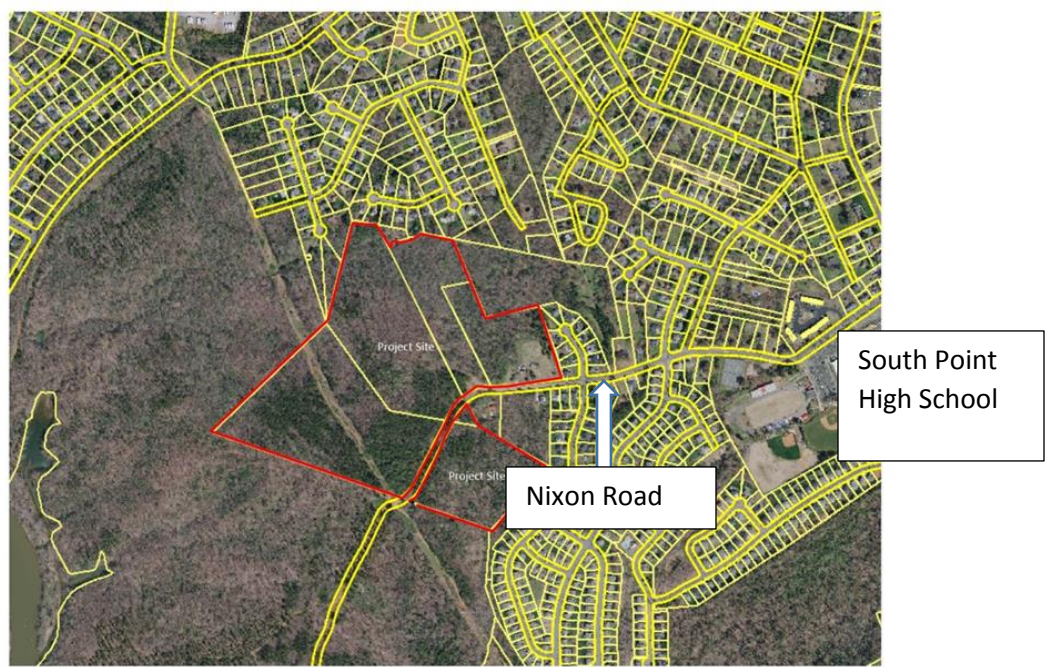 Project Site
South Point
High School
Project Site
Nixon Road